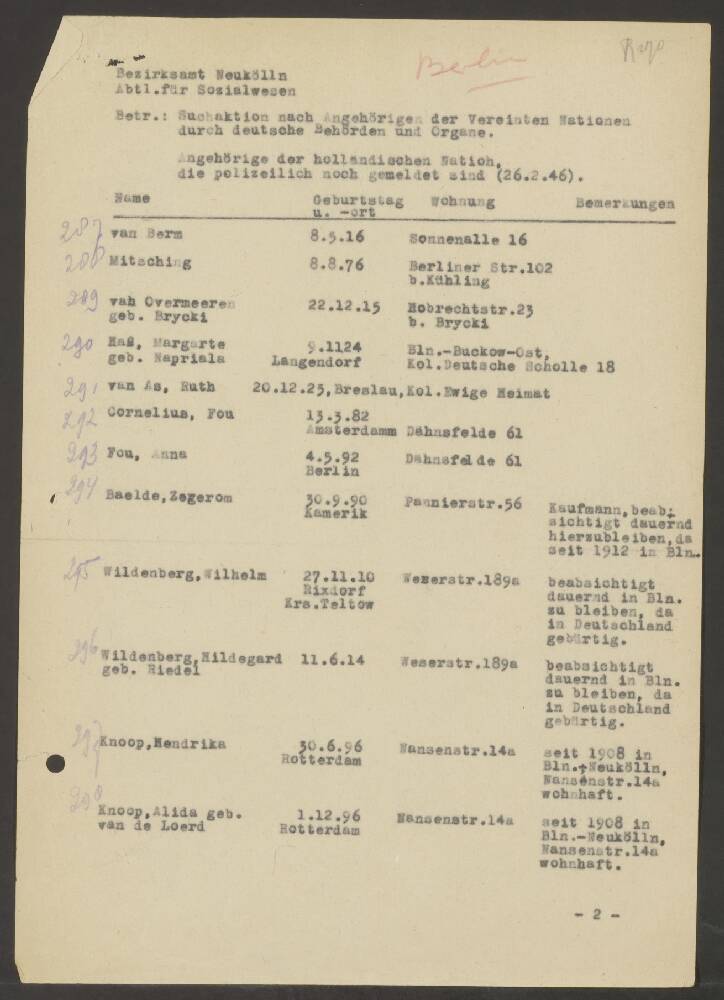 Berlin
Bezirksamt Neukölln
Abtl.für Sozialwesen
Betr.: Suchaktion nach Angehörigen der Vereinten Nationen
durch deutsche Behörden und Organe.
Angehörige der holländischen Nation,
die polizeilich noch gemeldet sind (26.2.46).
Name Geburtstag Wohnung Bemerkungen
u. -ort
287 van Berm 8.5.16 Sonnenalle 16
288 Mitsching 8.8.76 Berliner Str.102
b.Kühling
289 van Overmeeren 22.12.15 Hobrechtstr.23
geb. Brycki b. Brycki
290 Haß, Margarte 9.1124 Bln.-Buckow-Ost,
geb. Napriala Langendorf Kol.Deutsche Scholle 18
291 van As, Ruth 20.12.25,Breslau,Kol.Ewige Heimat
292 Cornelius, Fou 13.3.82
Amsterdamm Dähnsfelde 61
293 Fou, Anna 4.5.92 Dähnsfelde 61
Berlin
294 Baelde,Zegerom 30.9.90 Pannierstr.56 Kaufmann,beab-
Kamerik sichtigt dauernd
hierzubleiben,da
seit 1912 in Bln.
295 Wildenberg,Wilhelm 27.11.10 Weserstr.189a beabsichtigt
Rixdorf dauernd in Bln.
Krs.Teltow zu bleiben, da
in Deutschland
gebürtig.
296 Wildenberg,Hildegard 11.6.14 Weserstr.189a beabsichtigt
geb. Riedel dauernd in Bln.
zu bleiben, da
in Deutschland
gebürtig.
297 Knoop,Hendrika 30.6.96 Nansenstr.14a seit 1908 in
Rotterdam Bln.-Neukölln,
Nansenstr.14a
wohnhaft.
298 Knoop,Alida geb. 1.12.96 Nansenstr.14a seit 1908 in
van de Loerd Rotterdam Bln.-Neukölln,
Nansenstr.14a
wohnhaft.
- 2 -